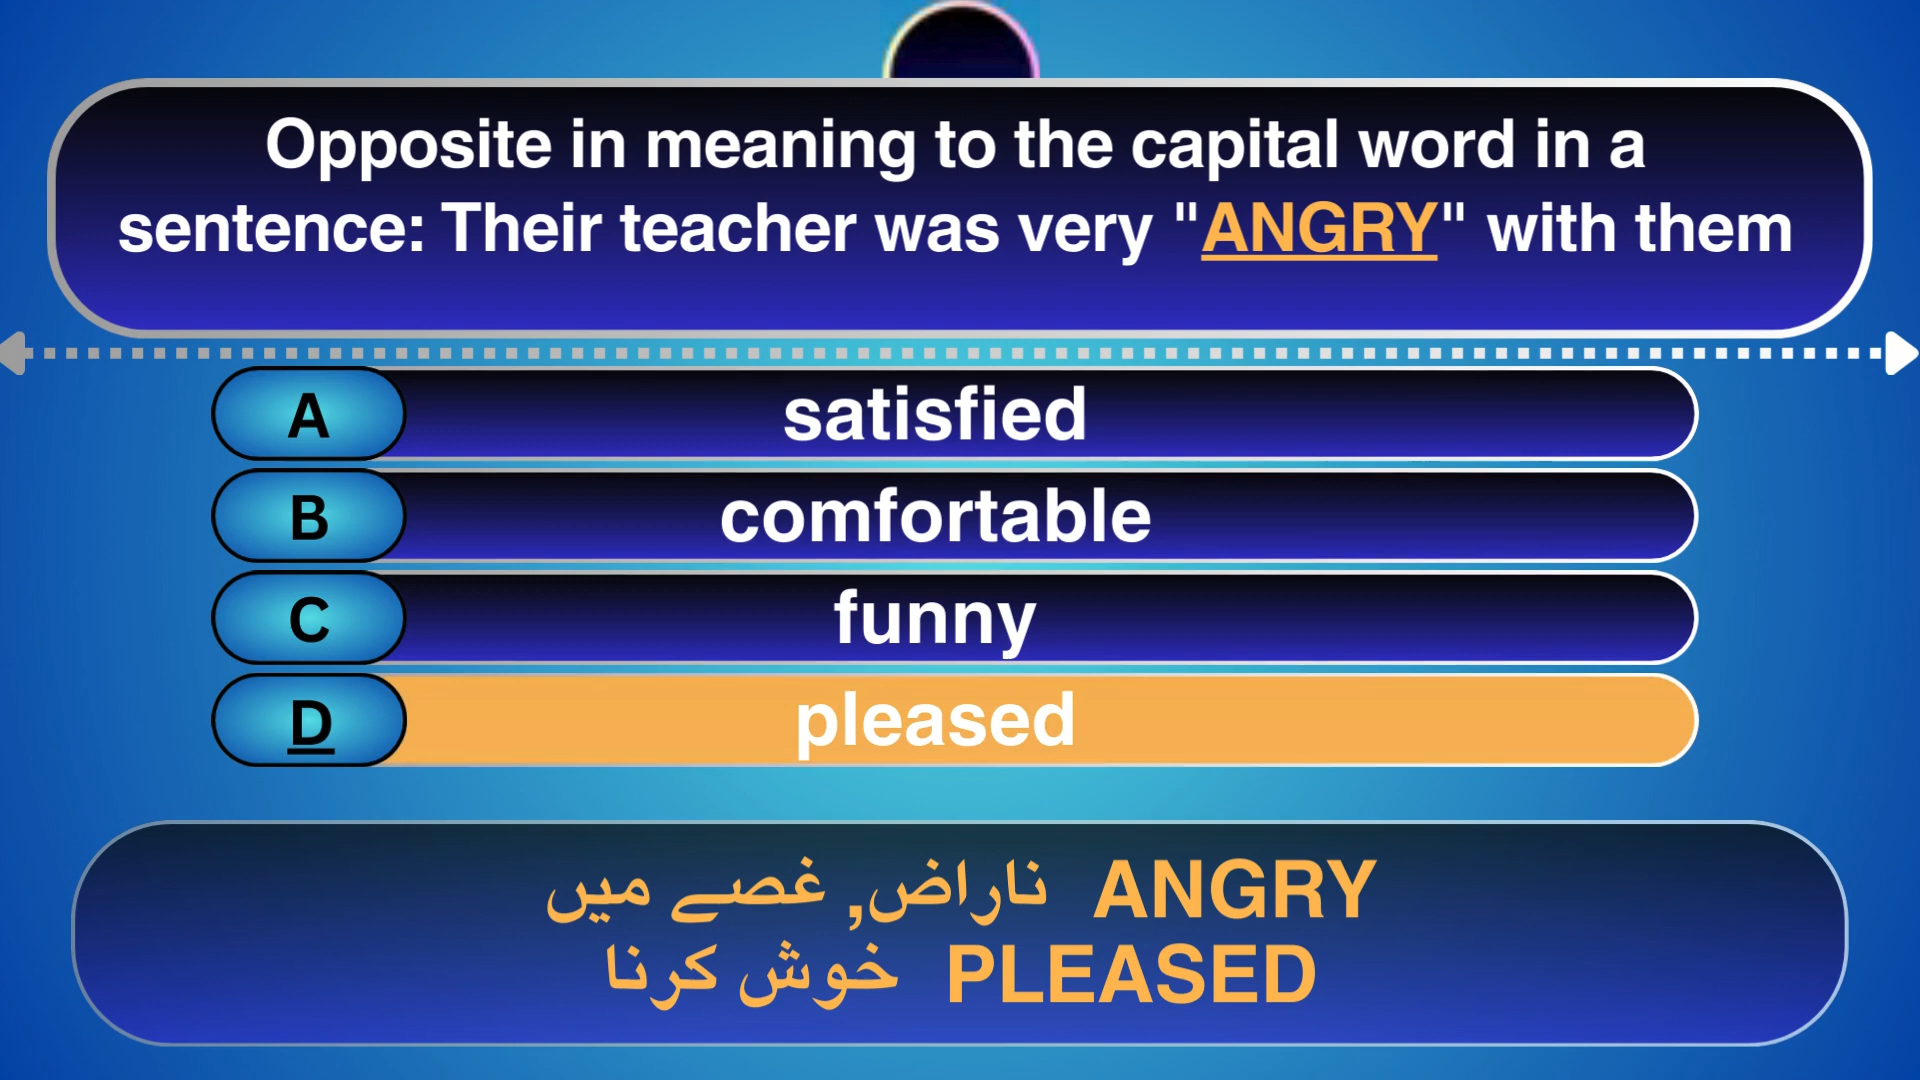 Opposite in meaning to the capital word in a
sentence: Their teacher was very "ANGRY" with them
A satisfied
B comfortable
C funny
D pleased
ANGRY ناراض, غصے میں
PLEASED خوش کرنا